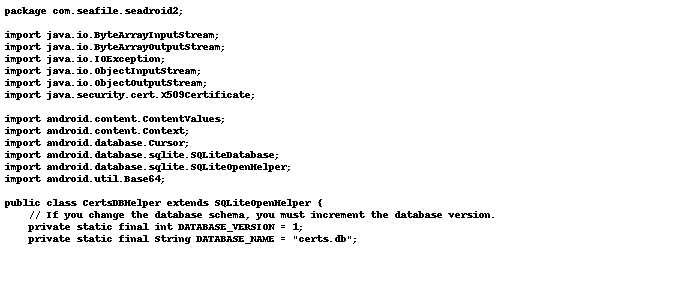 package com.seafile.seadroid2;

import java.io.ByteArrayInputStream;
import java.io.ByteArrayOutputStream;
import java.io.IOException;
import java.io.ObjectInputStream;
import java.io.ObjectOutputStream;
import java.security.cert.X509Certificate;

import android.content.ContentValues;
import android.content.Context;
import android.database.Cursor;
import android.database.sqlite.SQLiteDatabase;
import android.database.sqlite.SQLiteOpenHelper;
import android.util.Base64;

public class CertsDBHelper extends SQLiteOpenHelper {
    // If you change the database schema, you must increment the database version.
    private static final int DATABASE_VERSION = 1;
    private static final String DATABASE_NAME = "certs.db";